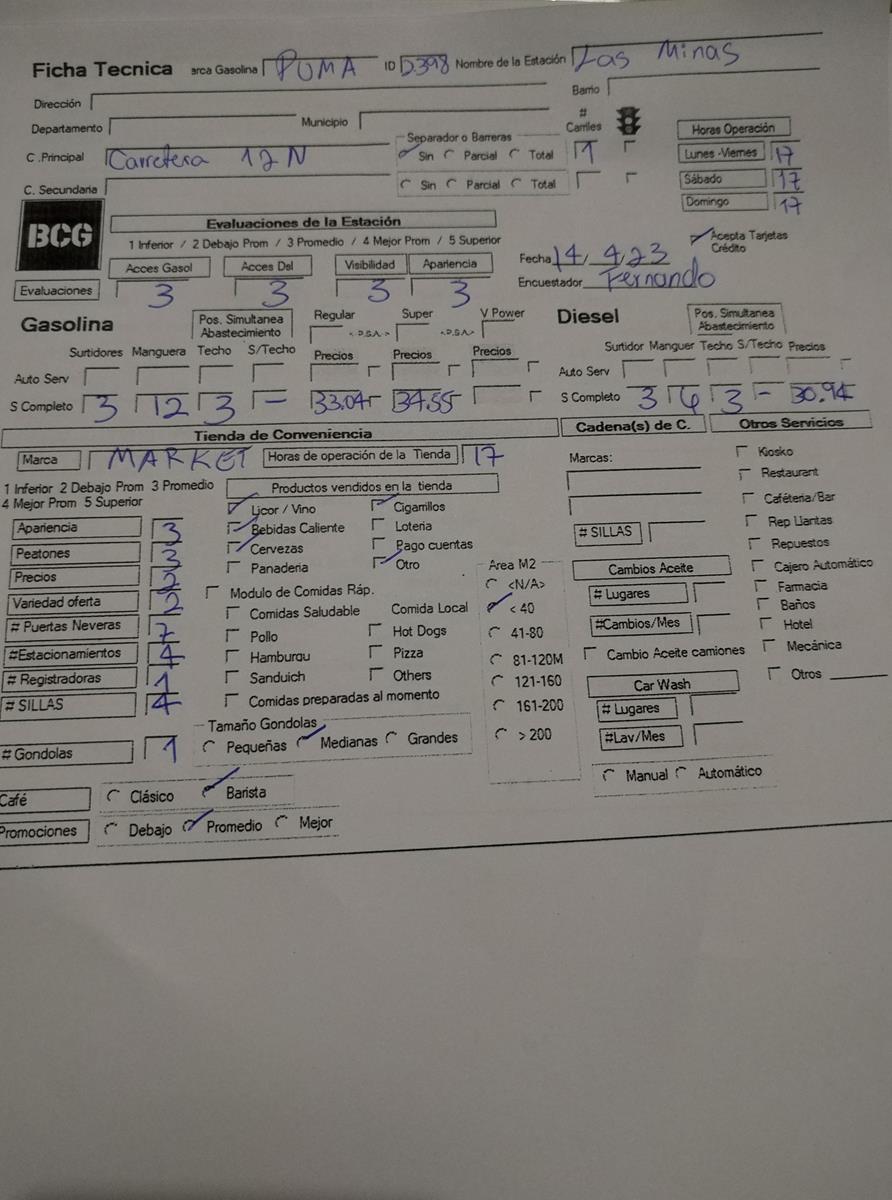 Ficha Tecnica arca Gasolina PUMA ID D.398 Nombre de la Estación Las Minas
Dirección Barrio
Departamento Municipio # Carriles Horas Operación
C .Principal Carretera 12 N Separador o Barreras Sin Parcial Total 1 Lunes -Viernes 17
C. Secundaria Sin Parcial Total Sábado 17
Domingo 17
BCG Evaluaciones de la Estación
1 Inferior / 2 Debajo Prom / 3 Promedio / 4 Mejor Prom / 5 Superior Acepta Tarjetas Crédito
Acces Gasol Acces Dsl Visibilidad Apariencia Fecha 14, 4, 23
Evaluaciones 3 3 3 3 Encuestador Fernando
Gasolina Pos. Simultanea Abastecimiento Regular Super V Power Diesel Pos. Simultanea Abastecimiento
Surtidores Manguera Techo S/Techo Precios Precios Precios Surtidor Manguer Techo S/Techo Precios
Auto Serv Auto Serv
S Completo 3 12 3 - 33.04 34.55 S Completo 3 6 3 - 30.94
Tienda de Conveniencia Cadena(s) de C. Otros Servicios
Marca MARKET Horas de operación de la Tienda 17 Marcas: Kiosko
1 Inferior 2 Debajo Prom 3 Promedio Productos vendidos en la tienda Restaurant
4 Mejor Prom 5 Superior Licor / Vino Cigarrillos Caféteria/Bar
Apariencia 3 Bebidas Caliente Loteria # SILLAS Rep Llantas
Peatones 3 Cervezas Pago cuentas Repuestos
Precios 2 Panaderia Otro Area M2 Cambios Aceite Cajero Automático
Variedad oferta 2 Modulo de Comidas Ráp. <N/A> # Lugares Farmacia
# Puertas Neveras 7 Comidas Saludable Comida Local < 40 #Cambios/Mes Baños
#Estacionamientos 4 Pollo Hot Dogs 41-80 Hotel
# Registradoras 1 Hamburgu Pizza 81-120M Cambio Aceite camiones Mecánica
# SILLAS 4 Sanduich Others 121-160 Car Wash Otros
Comidas preparadas al momento 161-200 # Lugares
Tamaño Gondolas
# Gondolas 1 Pequeñas Medianas Grandes > 200 #Lav/Mes
Manual Automático
Café Clásico Barista
Promociones Debajo Promedio Mejor